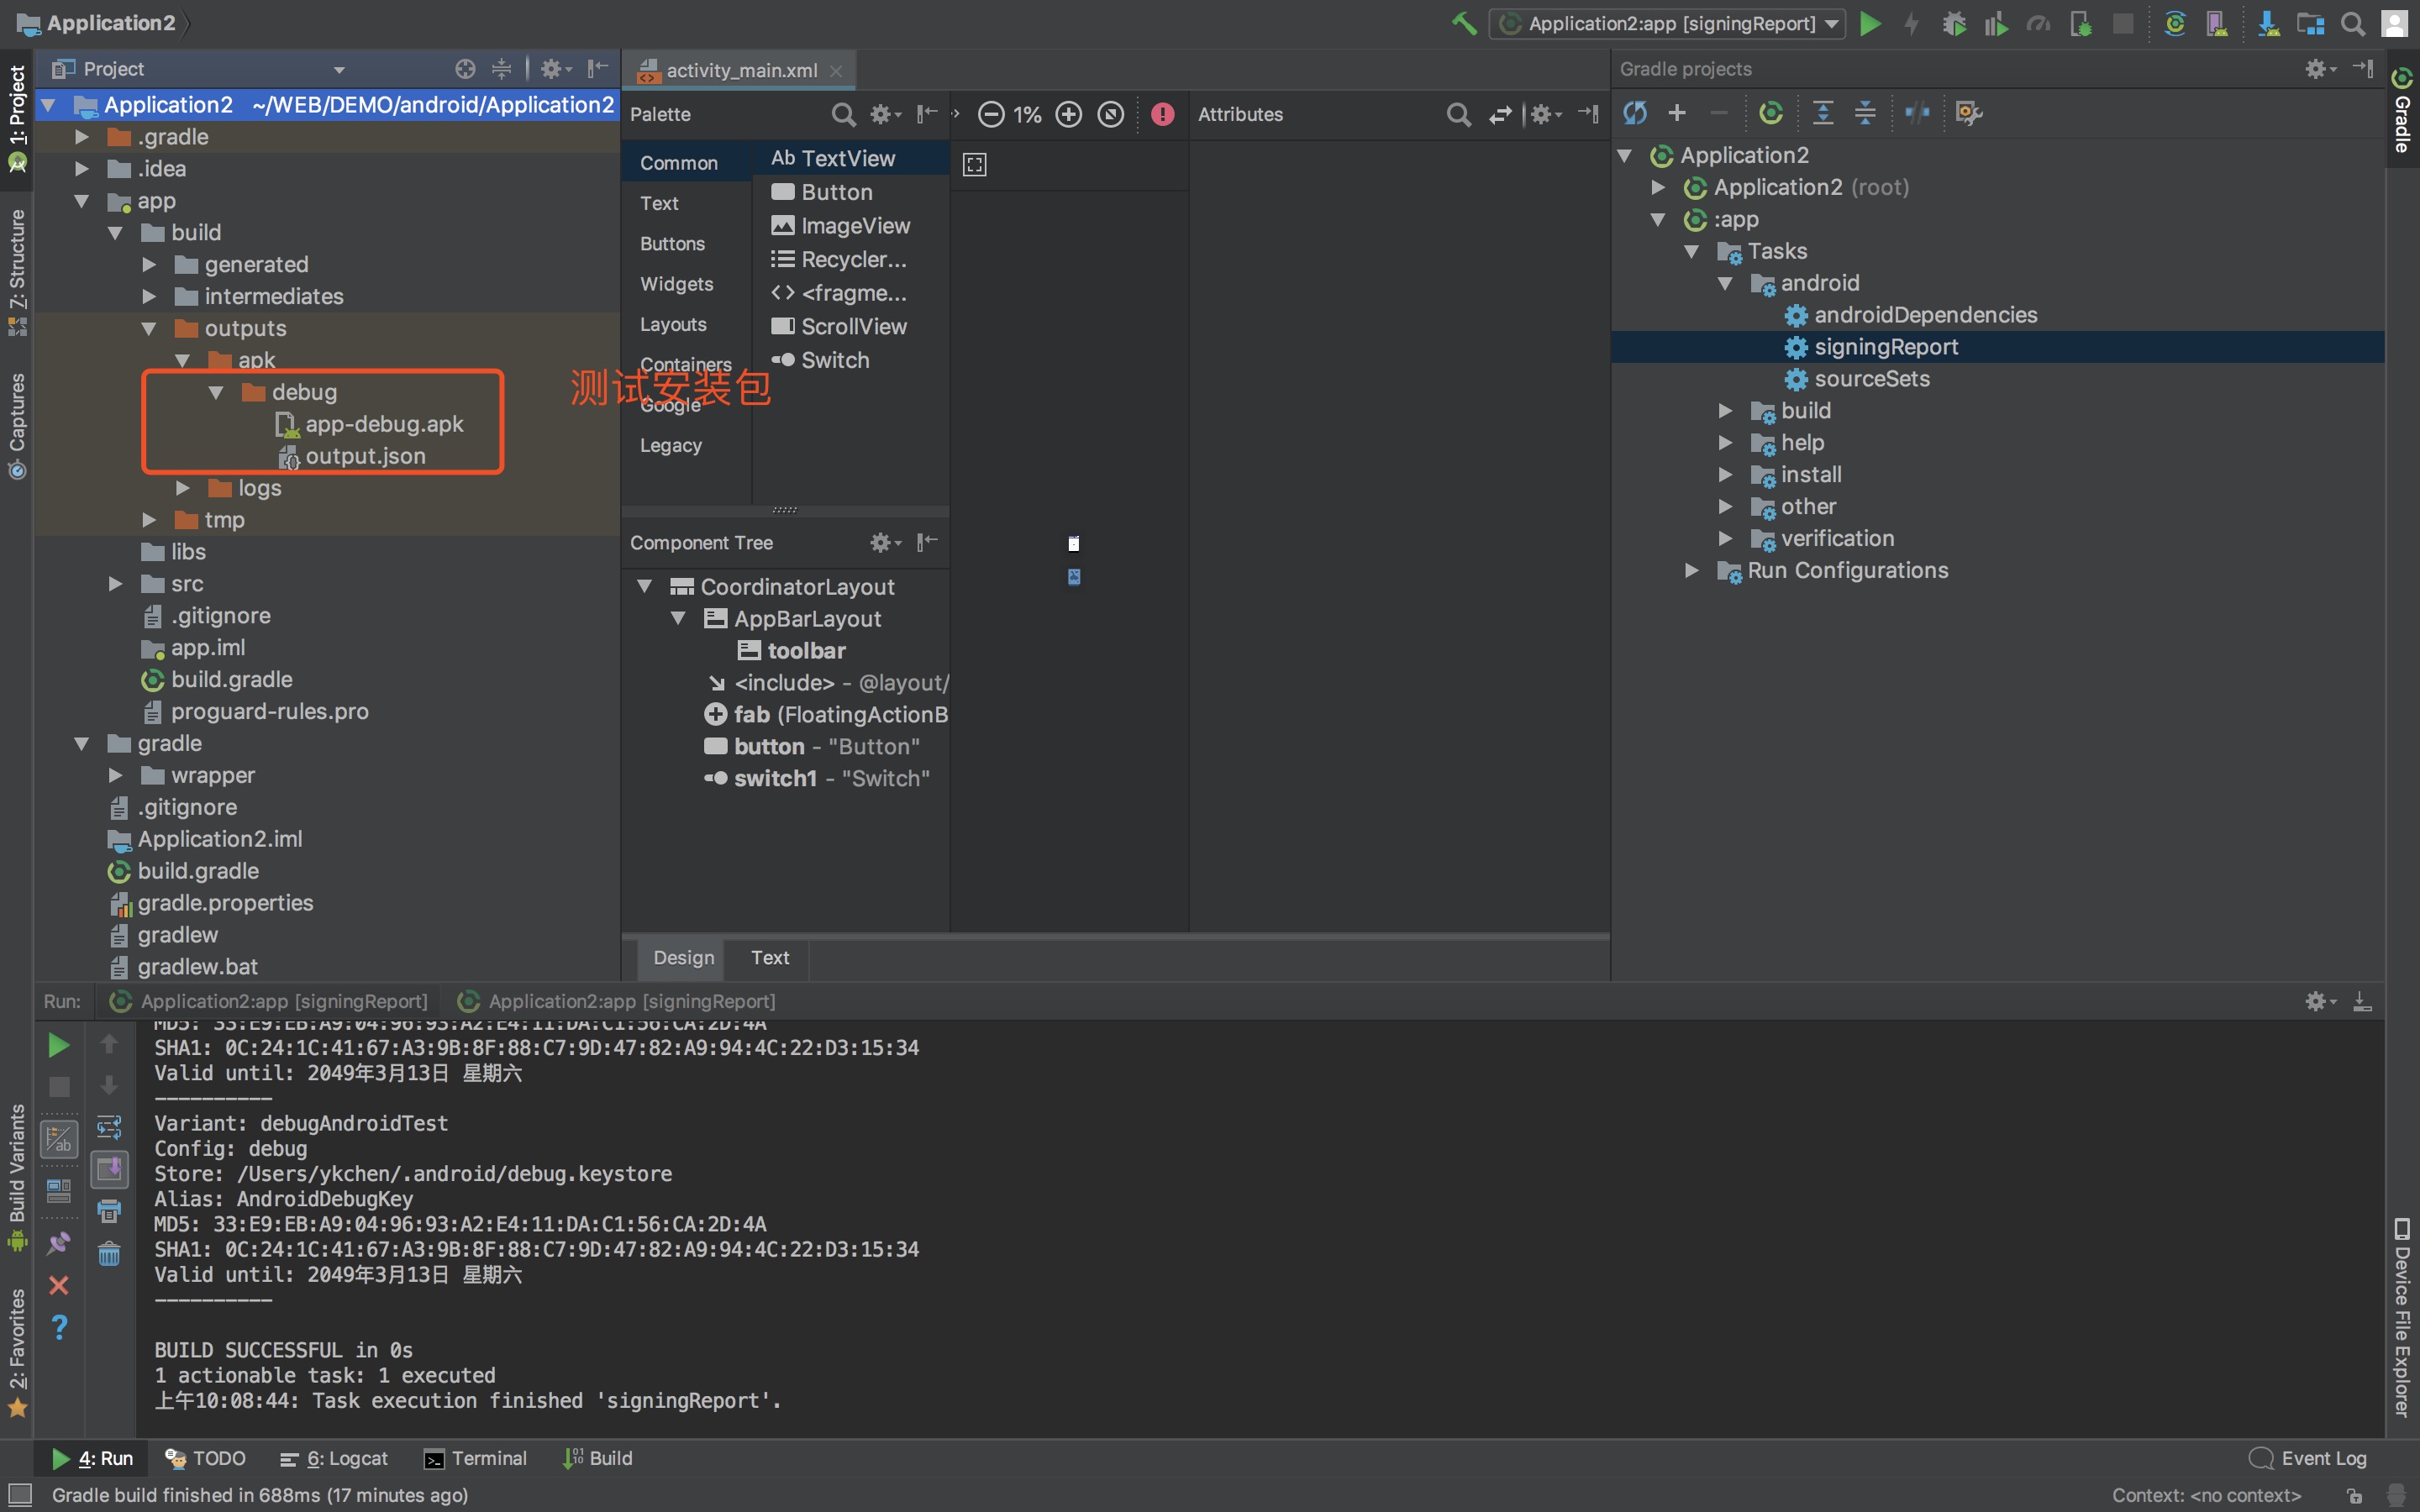 Application2
Application2:app [signingReport]
1: Project
7: Structure
Captures
Build Variants
2: Favorites
Project
Application2 ~/WEB/DEMO/android/Application2
.gradle
.idea
app
build
generated
intermediates
outputs
apk
debug
app-debug.apk
output.json
logs
tmp
libs
src
.gitignore
app.iml
build.gradle
proguard-rules.pro
gradle
wrapper
.gitignore
Application2.iml
build.gradle
gradle.properties
gradlew
gradlew.bat
测试安装包
activity_main.xml
Palette
Common
Text
Buttons
Widgets
Layouts
Containers
Google
Legacy
Ab TextView
Button
ImageView
Recycler...
<fragme...
ScrollView
Switch
1%
Attributes
Component Tree
CoordinatorLayout
AppBarLayout
toolbar
<include> - @layout/
fab (FloatingActionB
button - "Button"
switch1 - "Switch"
Design Text
Gradle projects
Application2
Application2 (root)
:app
Tasks
android
androidDependencies
signingReport
sourceSets
build
help
install
other
verification
Run Configurations
Gradle
Device File Explorer
Run: Application2:app [signingReport] Application2:app [signingReport]
MD5: 33:E9:EB:A9:04:96:93:A2:E4:11:DA:C1:56:CA:2D:4A
SHA1: 0C:24:1C:41:67:A3:9B:8F:88:C7:9D:47:82:A9:94:4C:22:D3:15:34
Valid until: 2049年3月13日 星期六
----------
Variant: debugAndroidTest
Config: debug
Store: /Users/ykchen/.android/debug.keystore
Alias: AndroidDebugKey
MD5: 33:E9:EB:A9:04:96:93:A2:E4:11:DA:C1:56:CA:2D:4A
SHA1: 0C:24:1C:41:67:A3:9B:8F:88:C7:9D:47:82:A9:94:4C:22:D3:15:34
Valid until: 2049年3月13日 星期六
----------
BUILD SUCCESSFUL in 0s
1 actionable task: 1 executed
上午10:08:44: Task execution finished 'signingReport'.
4: Run TODO 6: Logcat Terminal Build Event Log
Gradle build finished in 688ms (17 minutes ago) Context: <no context>